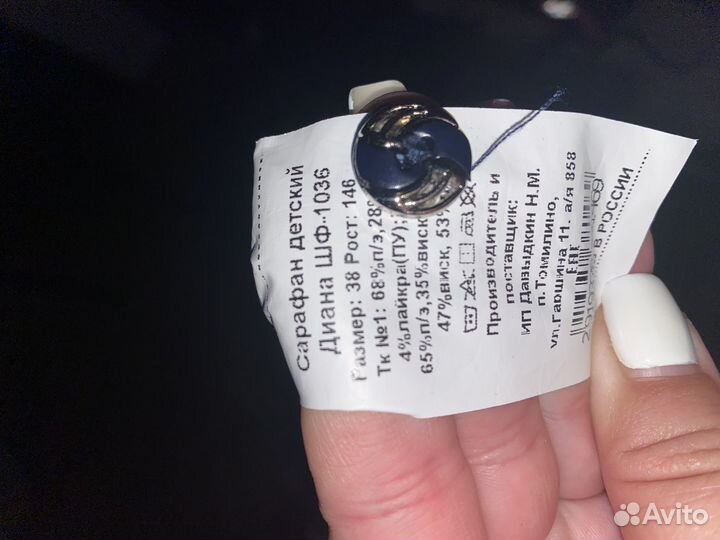 Сарафан детский
Диана ШФ-1036
Размер: 38 Рост: 146
Тк №1: 68%п/э,28
4%лайкра(ПУ);
65%п/э,35%виск
47%виск, 53%
Производитель и
поставщик:
ИП Давыдкин Н.М.
п.Томилино,
ул.Гаршина 11. а/я 858
EAC
В РОССИИ
Avito